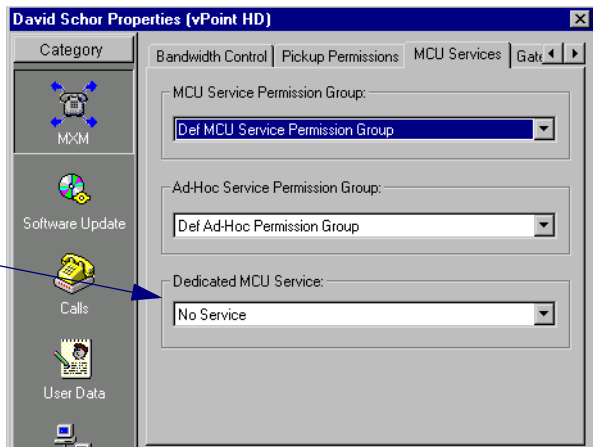 David Schor Properties (vPoint HD)
Category
MXM
Software Update
Calls
User Data
Bandwidth Control
Pickup Permissions
MCU Services
Gate
MCU Service Permission Group:
Def MCU Service Permission Group
Ad-Hoc Service Permission Group:
Def Ad-Hoc Permission Group
Dedicated MCU Service:
No Service